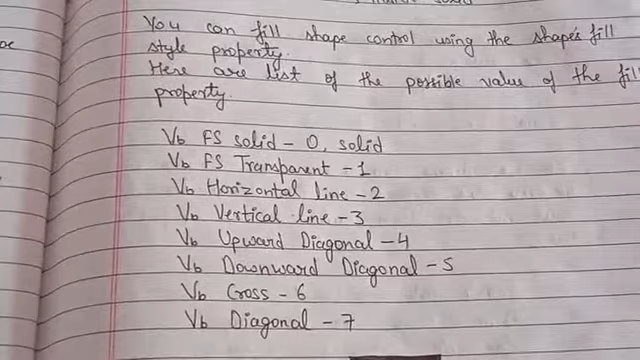 You can fill shape control using the shape's fill
style property.
Here are list of the possible value of the fill
property.
Vb FS solid - 0, solid
Vb FS Transparent - 1
Vb Horizontal line - 2
Vb Vertical line - 3
Vb Upward Diagonal - 4
Vb Downward Diagonal - 5
Vb Cross - 6
Vb Diagonal - 7